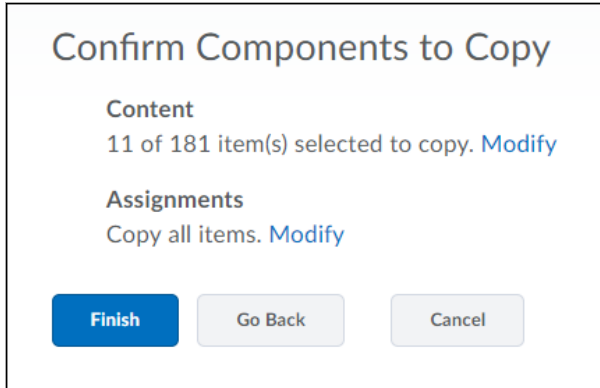 Confirm Components to Copy
Content
11 of 181 item(s) selected to copy. Modify
Assignments
Copy all items. Modify
Finish Go Back Cancel